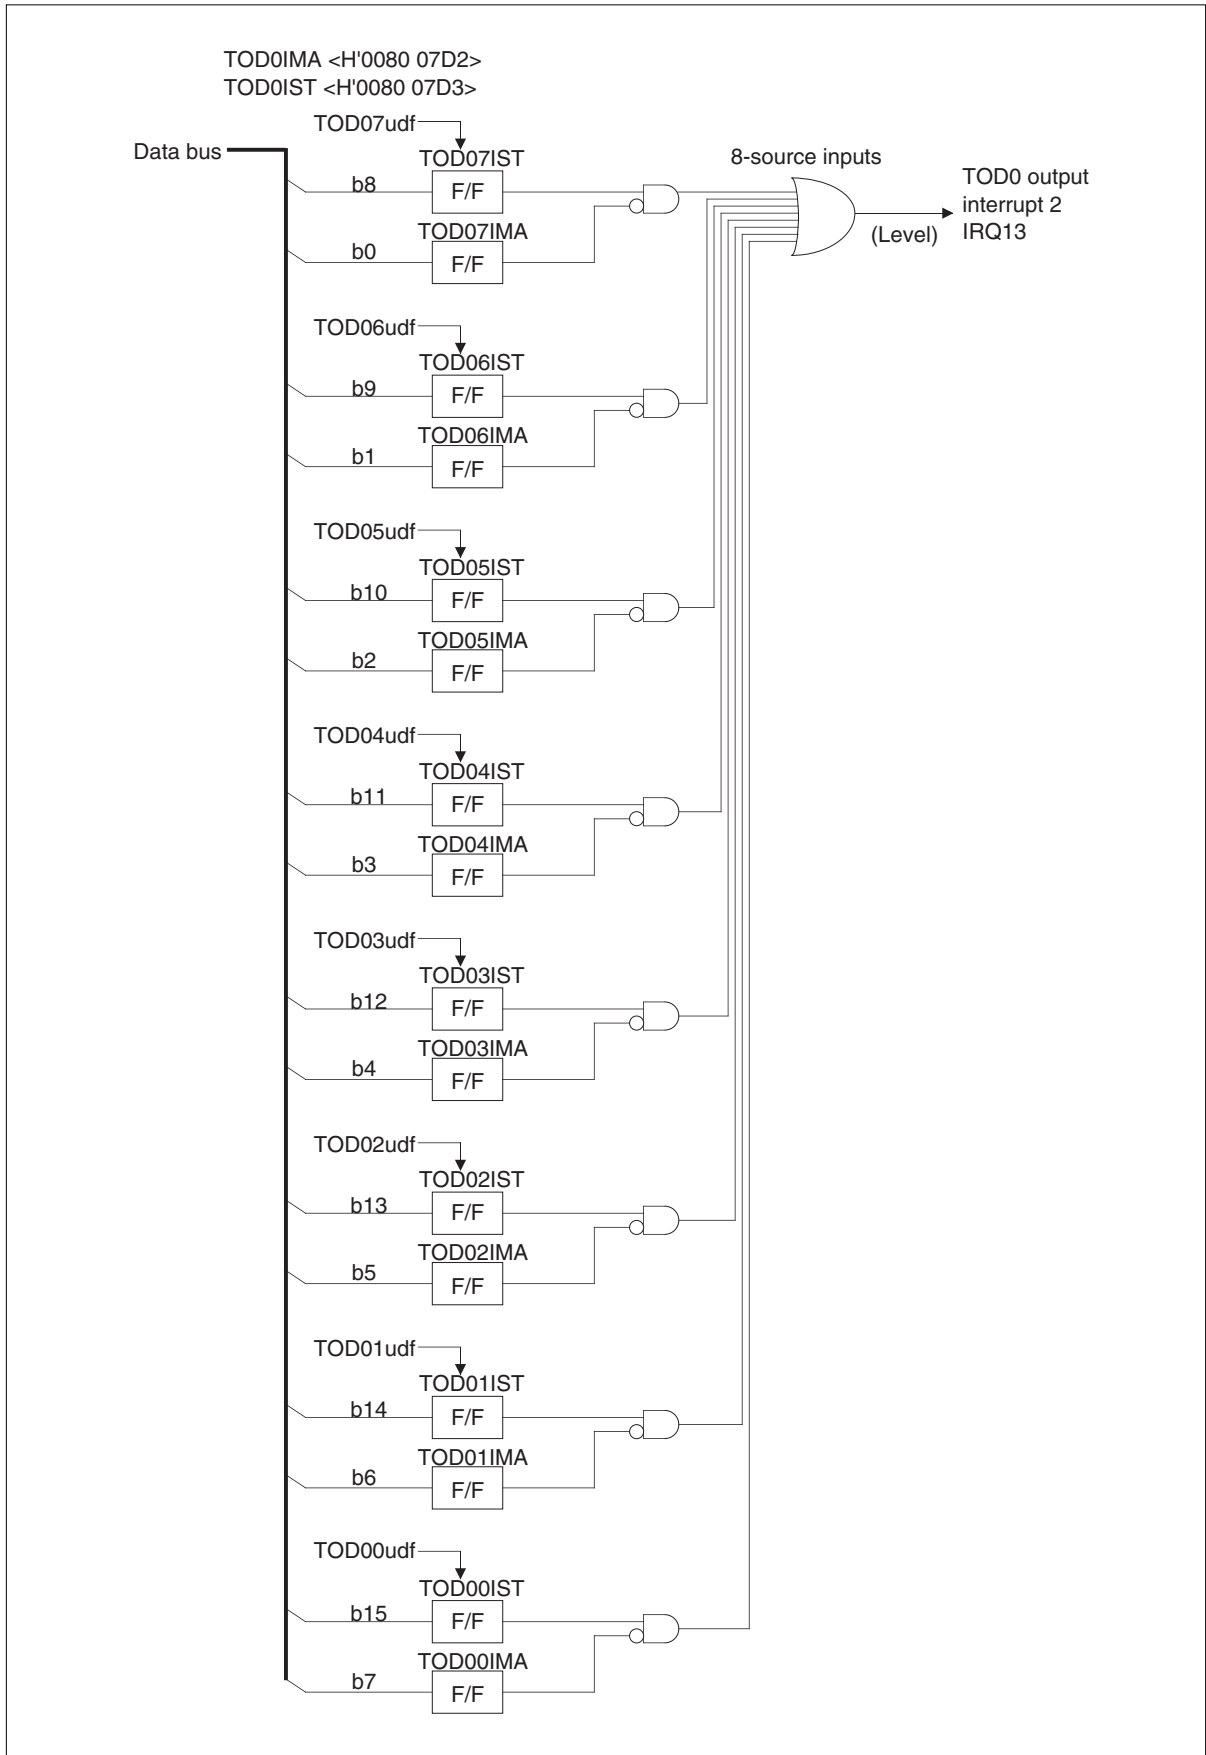 TOD0IMA <H'0080 07D2>
TOD0IST <H'0080 07D3>
TOD07udf
Data bus
TOD07IST
8-source inputs
b8
F/F
TOD0 output
interrupt 2
IRQ13
(Level)
TOD07IMA
b0
F/F
TOD06udf
TOD06IST
b9
F/F
TOD06IMA
b1
F/F
TOD05udf
TOD05IST
b10
F/F
TOD05IMA
b2
F/F
TOD04udf
TOD04IST
b11
F/F
TOD04IMA
b3
F/F
TOD03udf
TOD03IST
b12
F/F
TOD03IMA
b4
F/F
TOD02udf
TOD02IST
b13
F/F
TOD02IMA
b5
F/F
TOD01udf
TOD01IST
b14
F/F
TOD01IMA
b6
F/F
TOD00udf
TOD00IST
b15
F/F
TOD00IMA
b7
F/F